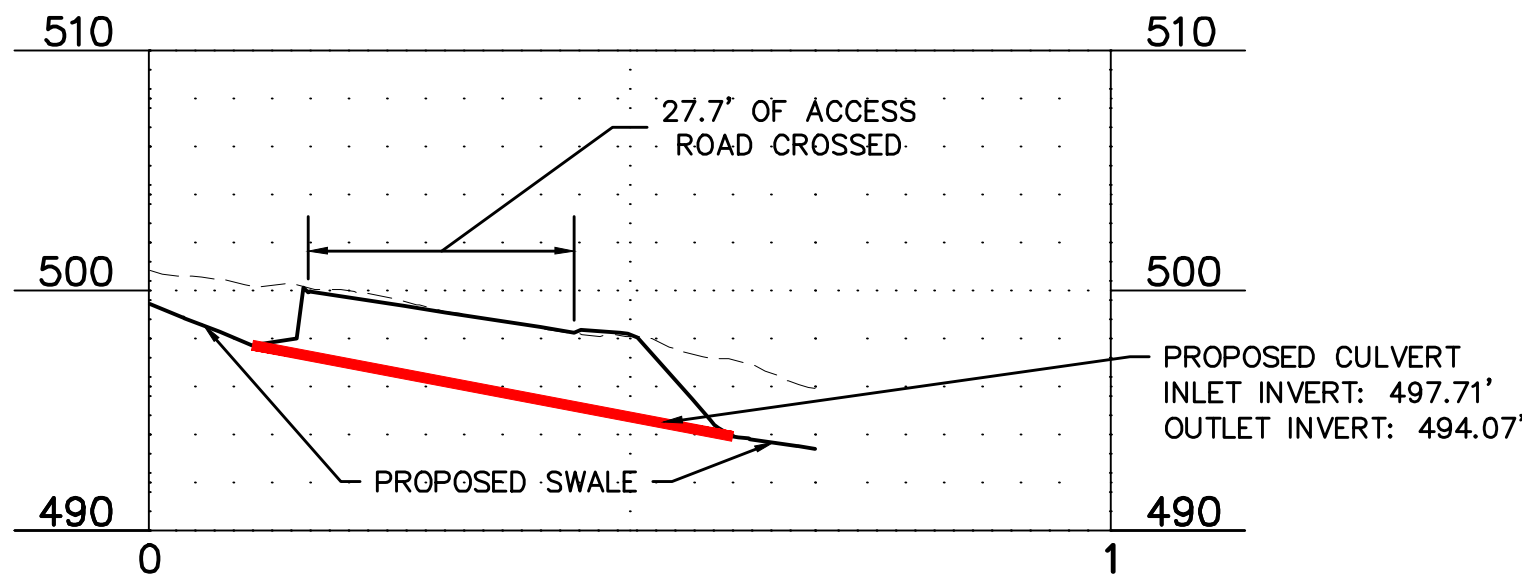 510 510
27.7' OF ACCESS
ROAD CROSSED
500 500
PROPOSED CULVERT
INLET INVERT: 497.71'
OUTLET INVERT: 494.07'
PROPOSED SWALE
490 490
0 1